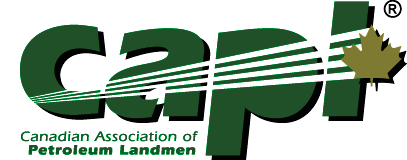 capl®
Canadian Association of
Petroleum Landmen